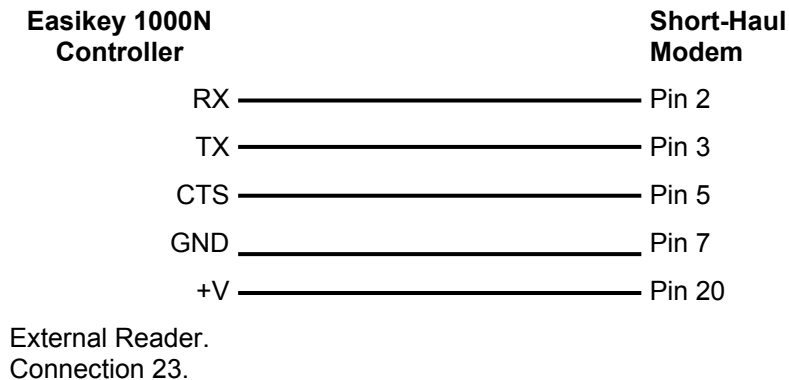 Easikey 1000N Short-Haul
Controller Modem
RX Pin 2
TX Pin 3
CTS Pin 5
GND Pin 7
+V Pin 20
External Reader.
Connection 23.